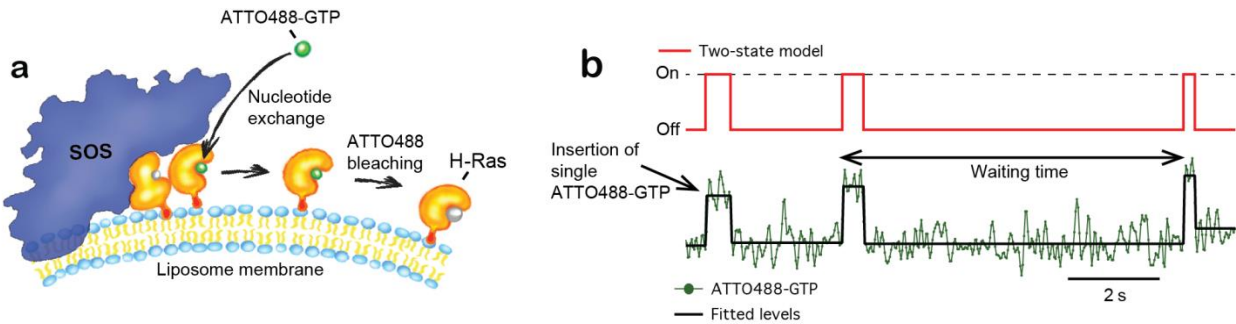 a
ATTO488-GTP
Nucleotide
exchange
SOS
ATTO488
bleaching
H-Ras
Liposome membrane
b
Two-state model
On
Off
Insertion of
single
ATTO488-GTP
Waiting time
2 s
ATTO488-GTP
Fitted levels